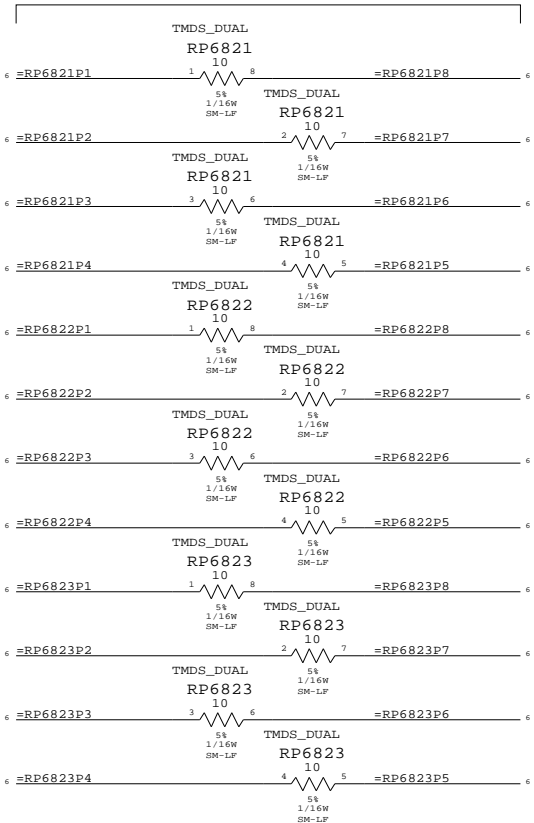 TMDS_DUAL
RP6821
10
6 =RP6821P1 1 8 =RP6821P8 6
5%
1/16W
SM-LF
TMDS_DUAL
RP6821
10
6 =RP6821P2 2 7 =RP6821P7 6
5%
1/16W
SM-LF
TMDS_DUAL
RP6821
10
6 =RP6821P3 3 6 =RP6821P6 6
5%
1/16W
SM-LF
TMDS_DUAL
RP6821
10
6 =RP6821P4 4 5 =RP6821P5 6
5%
1/16W
SM-LF
TMDS_DUAL
RP6822
10
6 =RP6822P1 1 8 =RP6822P8 6
5%
1/16W
SM-LF
TMDS_DUAL
RP6822
10
6 =RP6822P2 2 7 =RP6822P7 6
5%
1/16W
SM-LF
TMDS_DUAL
RP6822
10
6 =RP6822P3 3 6 =RP6822P6 6
5%
1/16W
SM-LF
TMDS_DUAL
RP6822
10
6 =RP6822P4 4 5 =RP6822P5 6
5%
1/16W
SM-LF
TMDS_DUAL
RP6823
10
6 =RP6823P1 1 8 =RP6823P8 6
5%
1/16W
SM-LF
TMDS_DUAL
RP6823
10
6 =RP6823P2 2 7 =RP6823P7 6
5%
1/16W
SM-LF
TMDS_DUAL
RP6823
10
6 =RP6823P3 3 6 =RP6823P6 6
5%
1/16W
SM-LF
TMDS_DUAL
RP6823
10
6 =RP6823P4 4 5 =RP6823P5 6
5%
1/16W
SM-LF